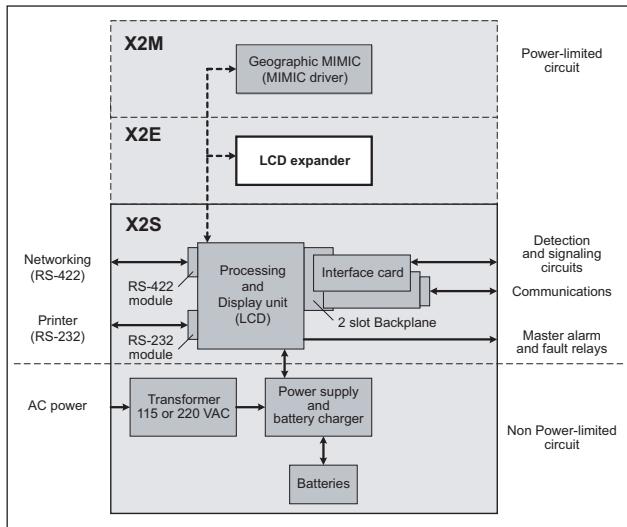 X2M
Geographic MIMIC
(MIMIC driver)
Power-limited
circuit
X2E
LCD expander
X2S
Networking
(RS-422)
RS-422
module
Processing
and
Display unit
(LCD)
Interface card
2 slot Backplane
Detection
and signaling
circuits
Communications
Printer
(RS-232)
RS-232
module
Master alarm
and fault relays
AC power
Transformer
115 or 220 VAC
Power supply
and
battery charger
Batteries
Non Power-limited
circuit